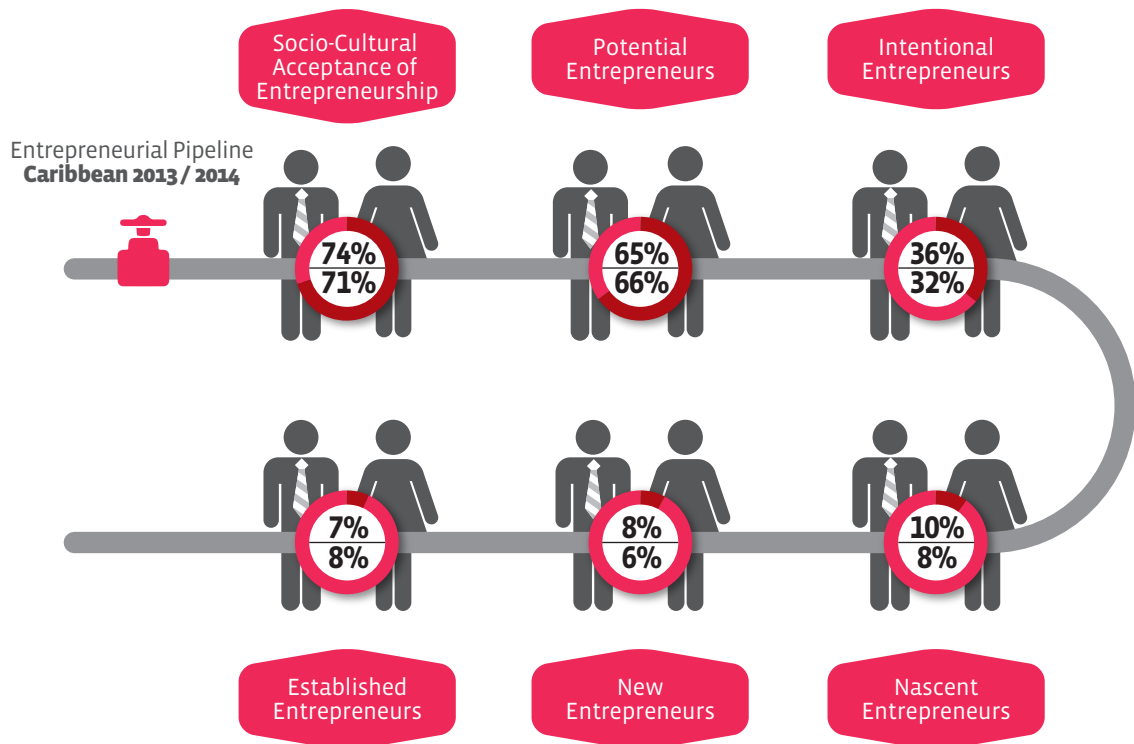 Socio-Cultural
Acceptance of
Entrepreneurship
Potential
Entrepreneurs
Intentional
Entrepreneurs
Entrepreneurial Pipeline
Caribbean 2013 / 2014
74%
71%
65%
66%
36%
32%
7%
8%
8%
6%
10%
8%
Established
Entrepreneurs
New
Entrepreneurs
Nascent
Entrepreneurs